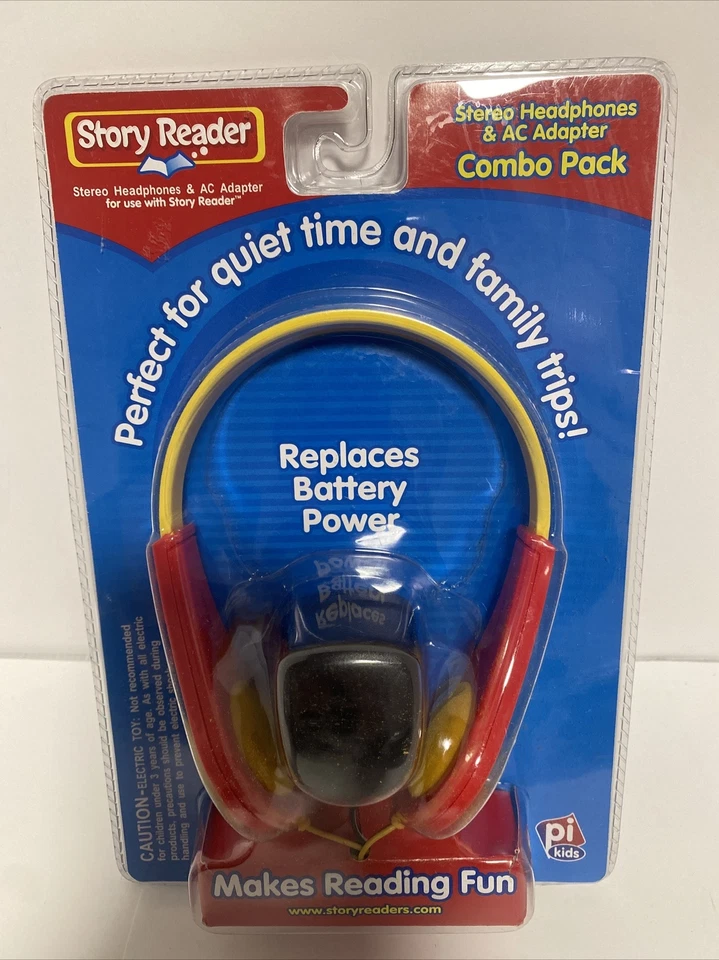 Story Reader
Stereo Headphones & AC Adapter
for use with Story Reader™
Stereo Headphones
& AC Adapter
Combo Pack
Perfect for quiet time and family trips!
Replaces
Battery
Power
Power
Battery
Replaces
CAUTION-ELECTRIC TOY: Not recommended
for children under 3 years of age. As with all electric
products, precautions should be observed during
handling and use to prevent electric
pi
kids
Makes Reading Fun
www.storyreaders.com